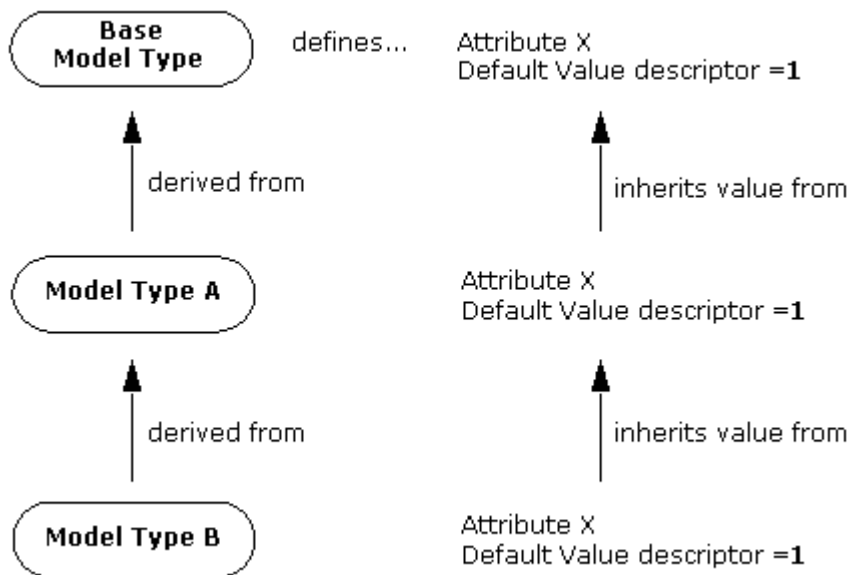 Base
Model Type
defines...
Attribute X
Default Value descriptor =1
derived from
inherits value from
Model Type A
Attribute X
Default Value descriptor =1
derived from
inherits value from
Model Type B
Attribute X
Default Value descriptor =1